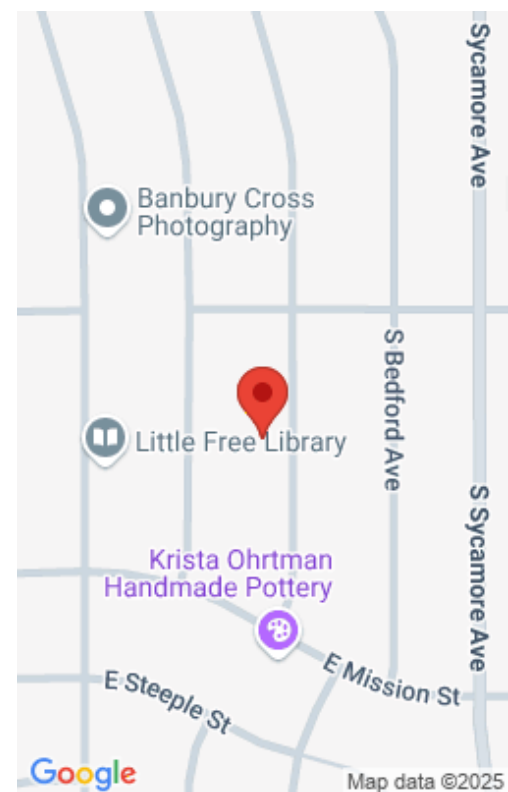 Sycamore Ave
Banbury Cross
Photography
S Bedford Ave
Little Free Library
S Sycamore Ave
Krista Ohrtman
Handmade Pottery
E Mission St
E Steeple St
Google
Map data ©2025